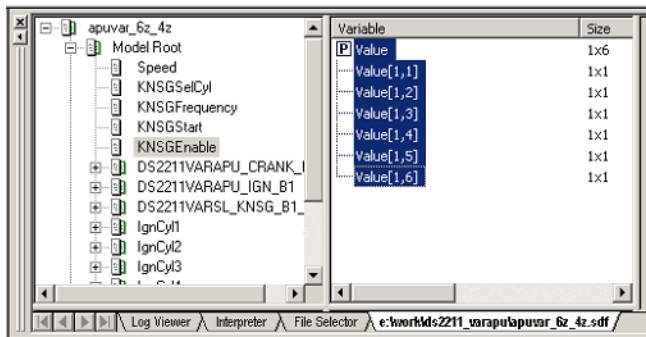 apuvar_6z_4z
Model Root
Speed
KNSGSelCyl
KNSGFrequency
KNSGStart
KNSGEnable
DS2211VARAPU_CRANK_
DS2211VARAPU_IGN_B1
DS2211VARSL_KNSG_B1_
IgnCyl1
IgnCyl2
IgnCyl3
Variable Size
P Value 1x6
Value[1,1] 1x1
Value[1,2] 1x1
Value[1,3] 1x1
Value[1,4] 1x1
Value[1,5] 1x1
Value[1,6] 1x1
Log Viewer Interpreter File Selector e:\work\ds2211_varapu\apuvar_6z_4z.sdf